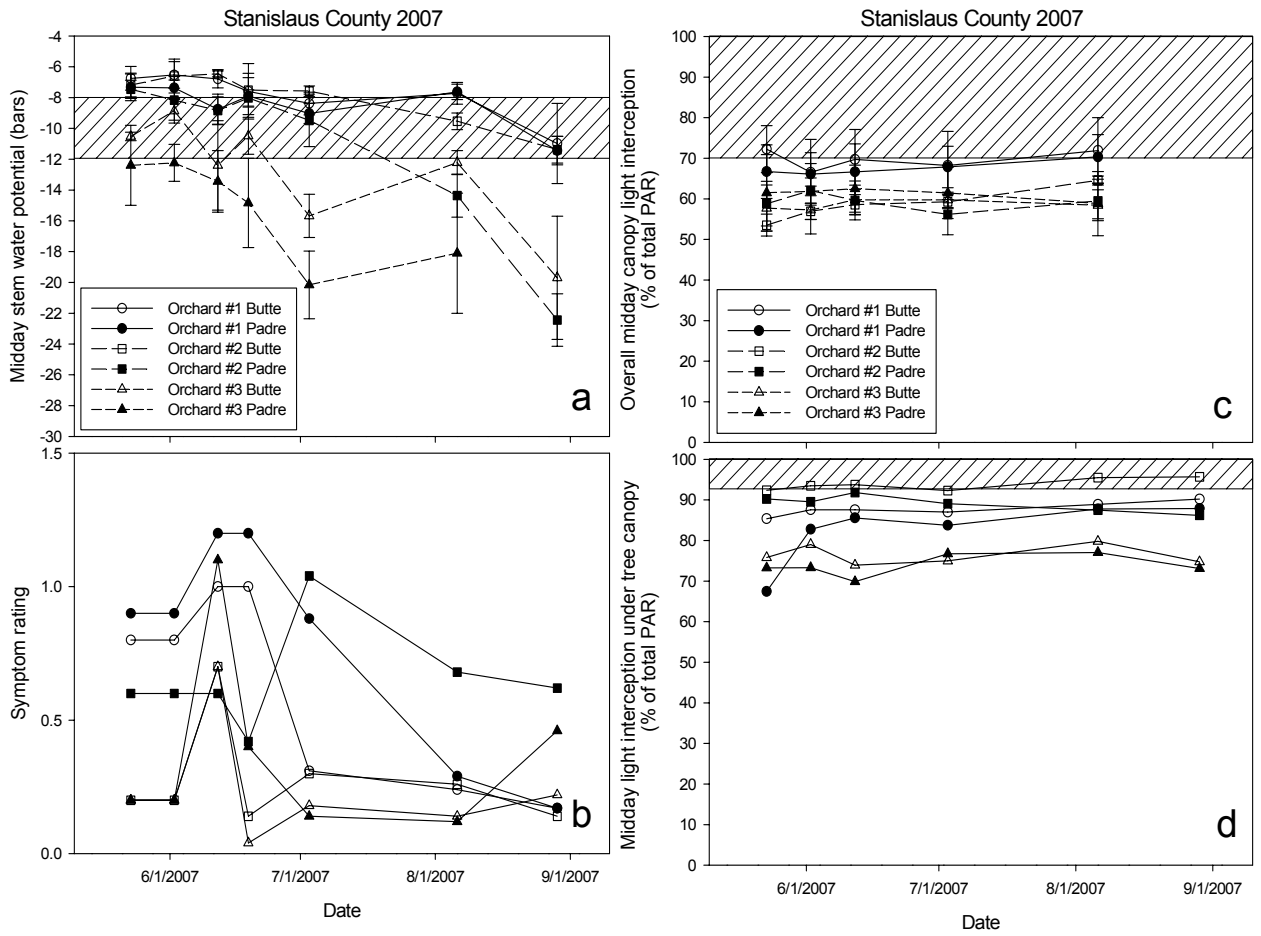 Stanislaus County 2007
Midday stem water potential (bars)
-4
-6
-8
-10
-12
-14
-16
-18
-20
-22
-24
-26
-28
-30
Orchard #1 Butte
Orchard #1 Padre
Orchard #2 Butte
Orchard #2 Padre
Orchard #3 Butte
Orchard #3 Padre
a
Symptom rating
1.5
1.0
0.5
0.0
b
6/1/2007
7/1/2007
8/1/2007
9/1/2007
Date
Stanislaus County 2007
Overall midday canopy light interception
(% of total PAR)
100
90
80
70
60
50
40
30
20
10
0
Orchard #1 Butte
Orchard #1 Padre
Orchard #2 Butte
Orchard #2 Padre
Orchard #3 Butte
Orchard #3 Padre
c
Midday light interception under tree canopy
(% of total PAR)
100
90
80
70
60
50
40
30
20
10
0
d
6/1/2007
7/1/2007
8/1/2007
9/1/2007
Date